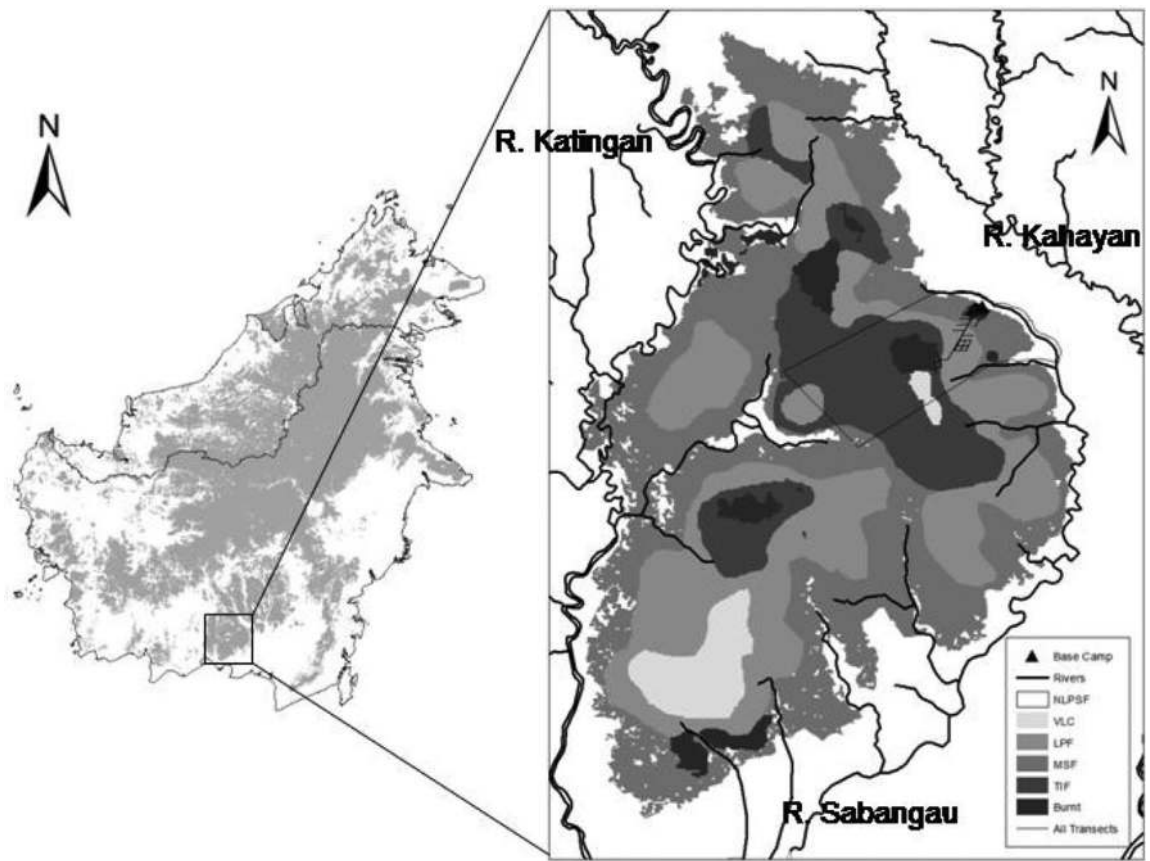 N
N
R. Katingan
R. Kahayan
R. Sabangau
Base Camp
Rivers
NLPSF
VLC
LPF
MSF
TIF
Burnt
All Transects